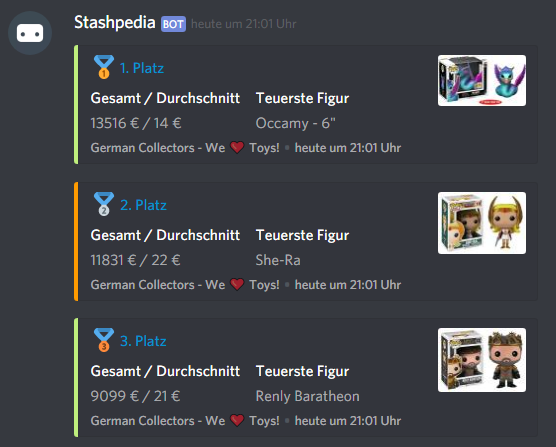 Stashpedia BOT heute um 21:01 Uhr
1. Platz
Gesamt / Durchschnitt Teuerste Figur
13516 € / 14 € Occamy - 6"
German Collectors - We ❤ Toys! • heute um 21:01 Uhr
2. Platz
Gesamt / Durchschnitt Teuerste Figur
11831 € / 22 € She-Ra
German Collectors - We ❤ Toys! • heute um 21:01 Uhr
3. Platz
Gesamt / Durchschnitt Teuerste Figur
9099 € / 21 € Renly Baratheon
German Collectors - We ❤ Toys! • heute um 21:01 Uhr